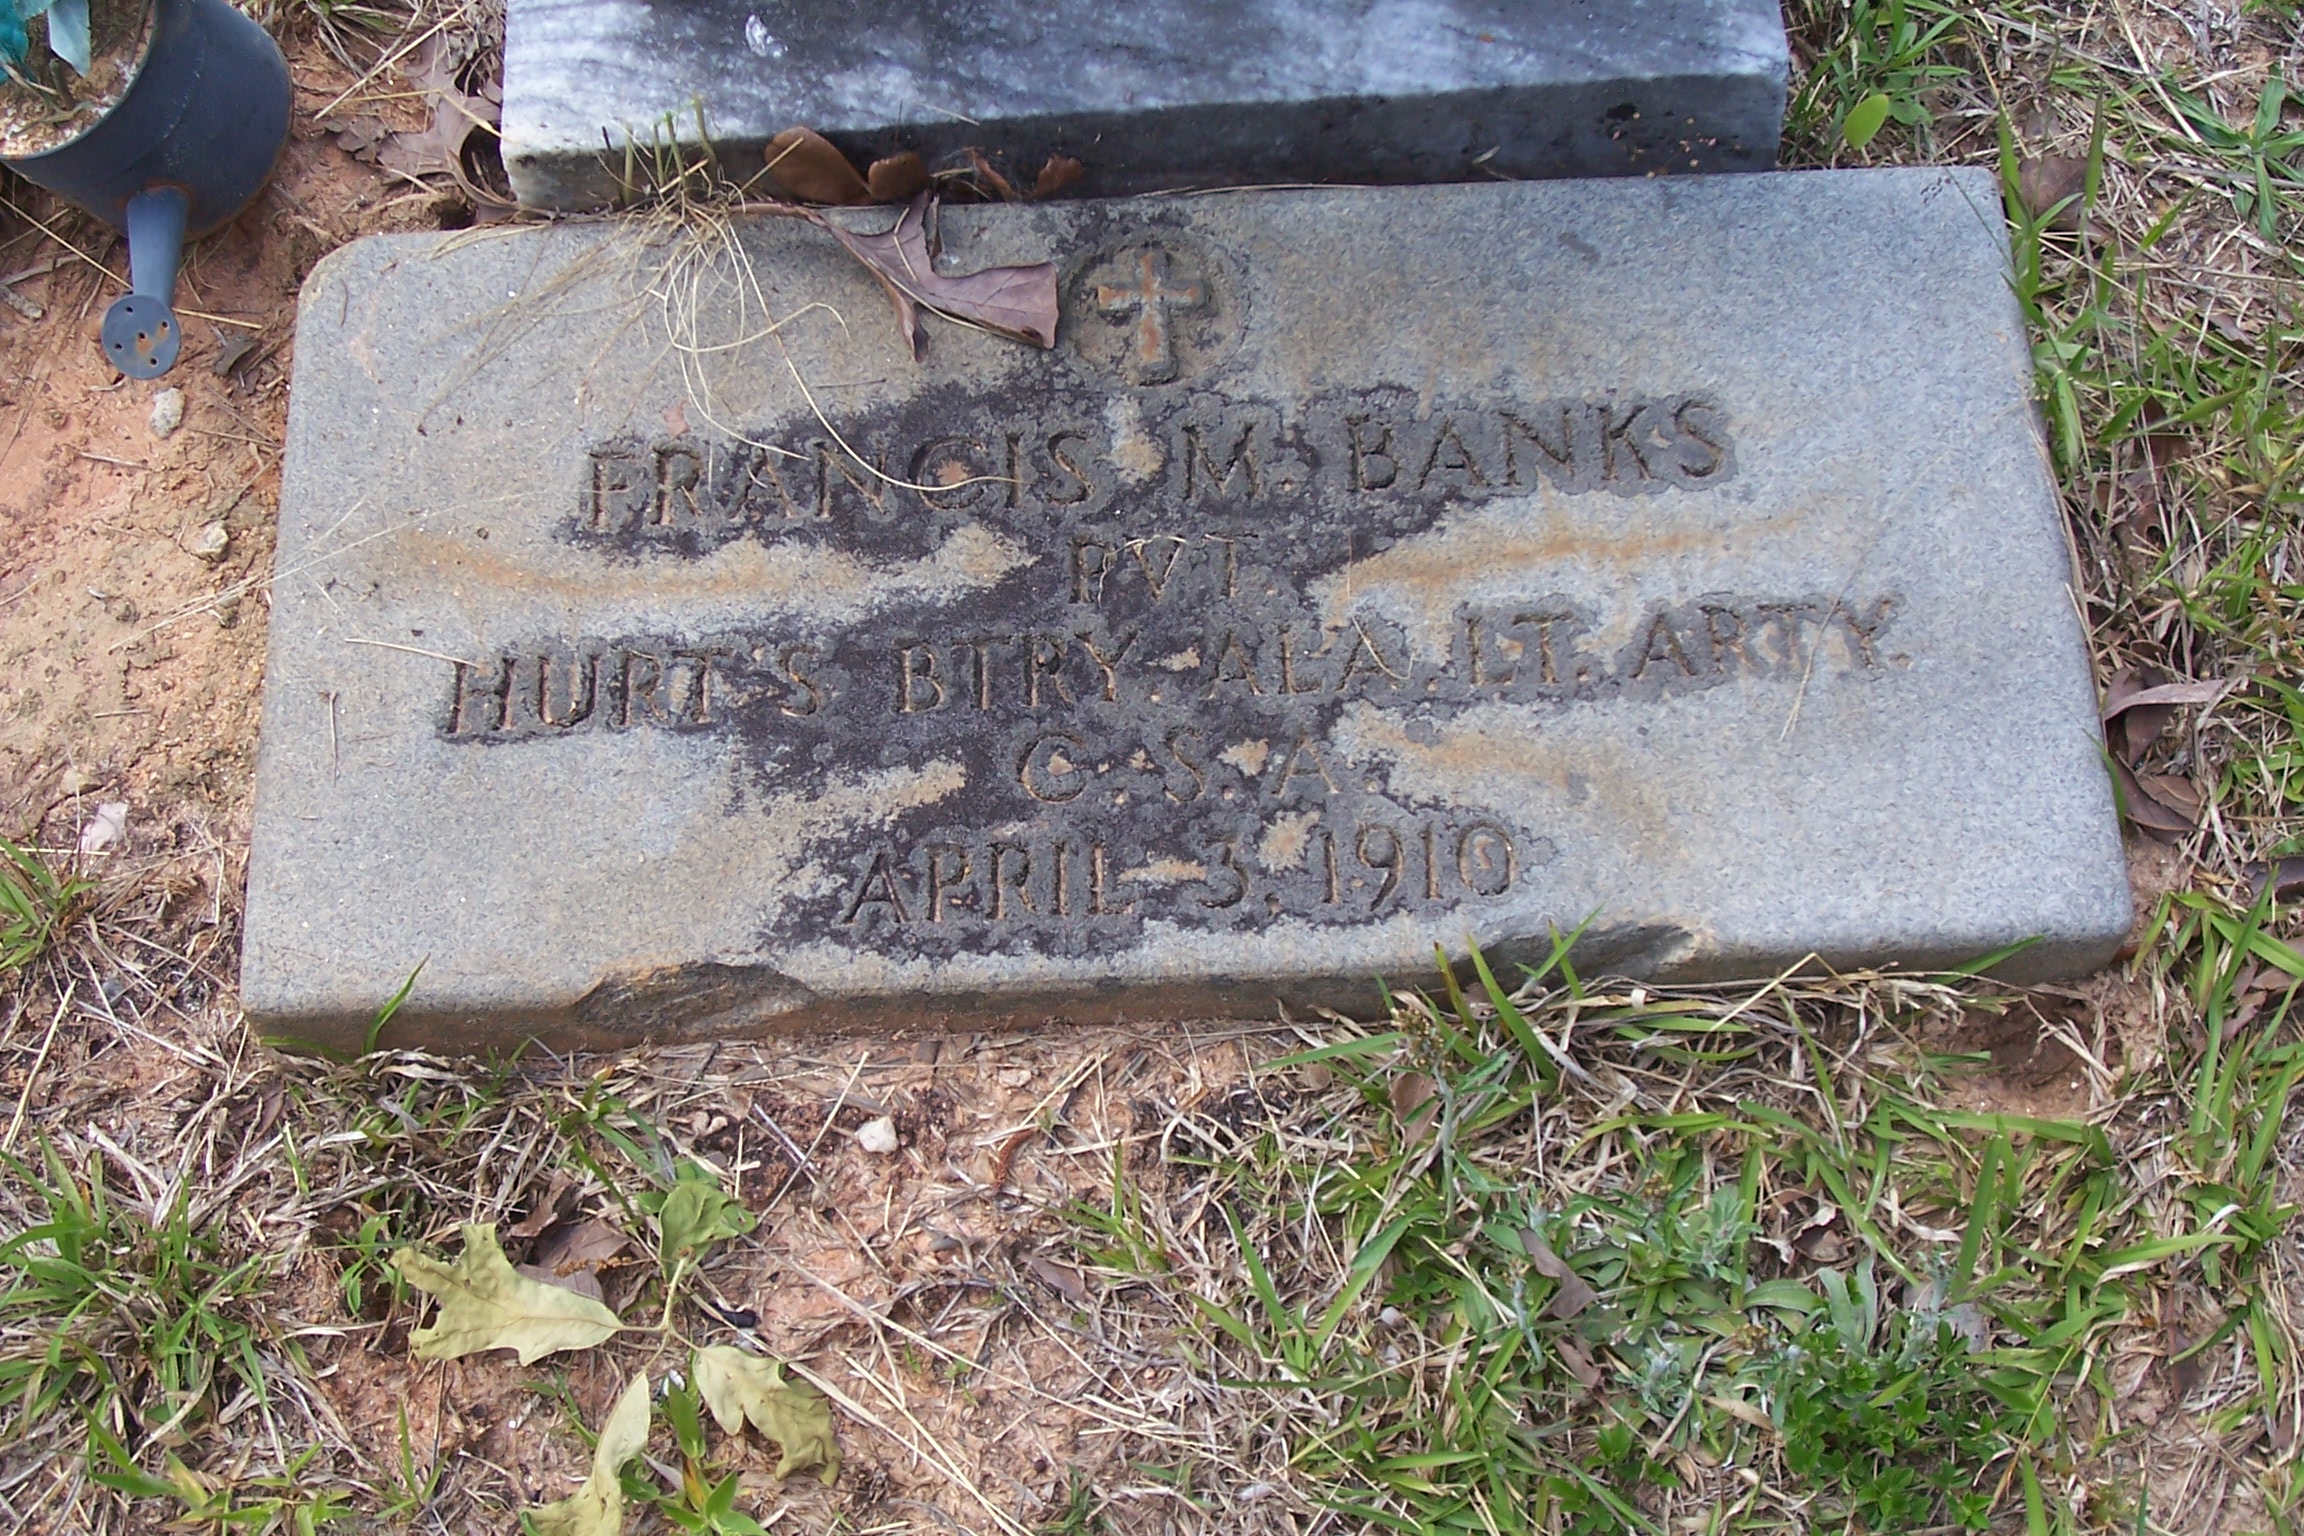 FRANCIS M. BANKS
PVT.
HURT'S BTRY. ALA. LT. ARTY.
C. S. A.
APRIL 3, 1910